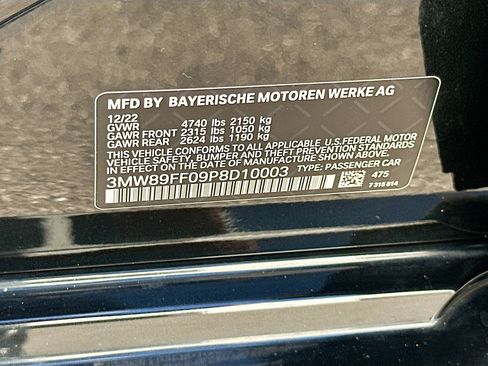 MFD BY BAYERISCHE MOTOREN WERKE AG
12/22
GVWR 4740 lbs 2150 kg
GAWR FRONT 2315 lbs 1050 kg
GAWR REAR 2624 lbs 1190 kg
THIS VEHICLE CONFORMS TO ALL APPLICABLE U.S.FEDERAL MOTOR
VEHICLE SAFETY, BUMPER AND THEFT PREVENTION STANDARDS
IN EFFECT ON THE DATE OF MANUFACTURE SHOWN ABOVE.
3MW89FF09P8D10003 TYPE: PASSENGER CAR
475
7 315 814